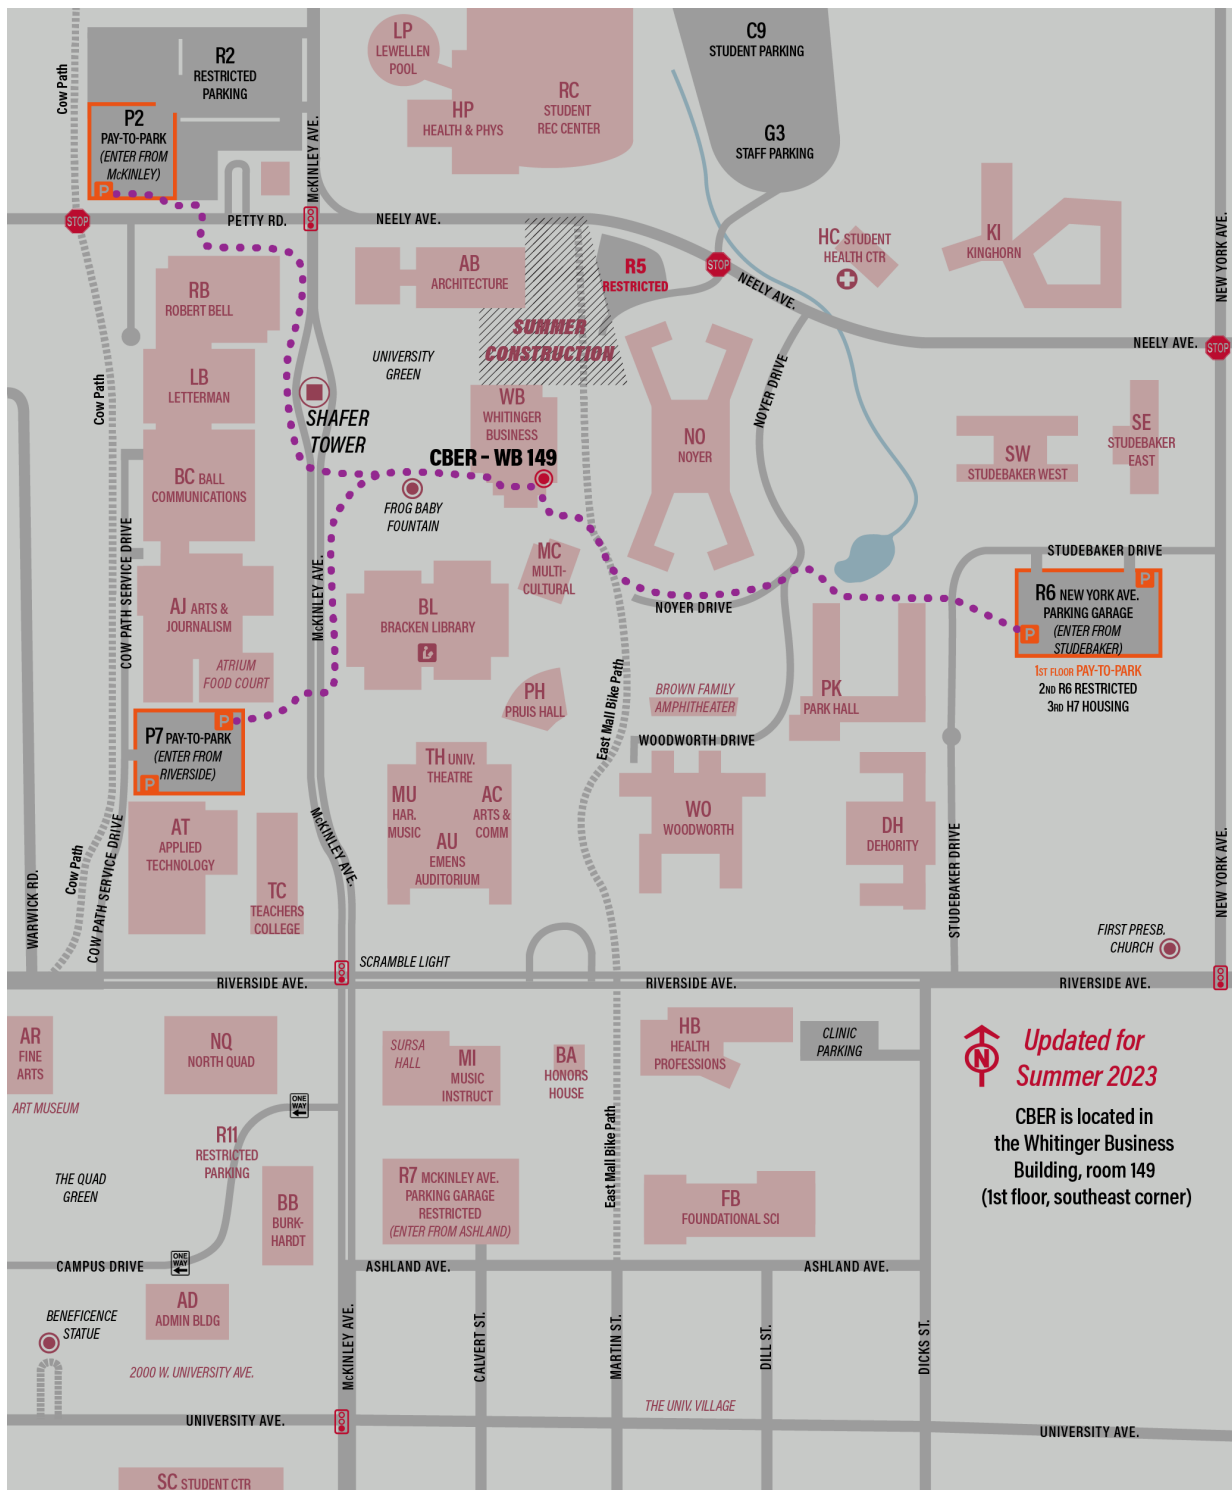 LP
LEWELLEN
POOL
C9
STUDENT PARKING
R2
RESTRICTED
PARKING
Cow Path
P2
PAY-TO-PARK
(ENTER FROM
McKINLEY)
P
McKINLEY AVE.
HP
HEALTH & PHYS
RC
STUDENT
REC CENTER
G3
STAFF PARKING
STOP
PETTY RD.
NEELY AVE.
HC STUDENT
HEALTH CTR
KI
KINGHORN
NEW YORK AVE.
AB
ARCHITECTURE
R5
RESTRICTED
STOP
NEELY AVE.
RB
ROBERT BELL
SUMMER
CONSTRUCTION
UNIVERSITY
GREEN
NEELY AVE.
STOP
Cow Path
LB
LETTERMAN
SHAFER
TOWER
WB
WHITINGER
BUSINESS
CBER – WB 149
NO
NOYER
NOYER DRIVE
SE
STUDEBAKER
EAST
SW
STUDEBAKER WEST
BC BALL
COMMUNICATIONS
FROG BABY
FOUNTAIN
COW PATH SERVICE DRIVE
McKINLEY AVE.
MC
MULTI-
CULTURAL
STUDEBAKER DRIVE
P
R6 NEW YORK AVE.
PARKING GARAGE
(ENTER FROM
STUDEBAKER)
P
1ST FLOOR PAY-TO-PARK
2ND R6 RESTRICTED
3RD H7 HOUSING
AJ ARTS &
JOURNALISM
BL
BRACKEN LIBRARY
NOYER DRIVE
ATRIUM
FOOD COURT
PH
PRUIS HALL
East Mall Bike Path
BROWN FAMILY
AMPHITHEATER
PK
PARK HALL
P
P7 PAY-TO-PARK
(ENTER FROM
RIVERSIDE)
P
WOODWORTH DRIVE
TH UNIV.
THEATRE
MU
HAR.
MUSIC
AC
ARTS &
COMM
AU
EMENS
AUDITORIUM
WO
WOODWORTH
DH
DEHORITY
AT
APPLIED
TECHNOLOGY
TC
TEACHERS
COLLEGE
McKINLEY AVE.
WARWICK RD.
Cow Path
COW PATH SERVICE DRIVE
STUDEBAKER DRIVE
NEW YORK AVE.
FIRST PRESB.
CHURCH
SCRAMBLE LIGHT
RIVERSIDE AVE.
RIVERSIDE AVE.
RIVERSIDE AVE.
AR
FINE
ARTS
ART MUSEUM
NQ
NORTH QUAD
SURSA
HALL
MI
MUSIC
INSTRUCT
BA
HONORS
HOUSE
HB
HEALTH
PROFESSIONS
CLINIC
PARKING
N
Updated for
Summer 2023
CBER is located in
the Whitinger Business
Building, room 149
(1st floor, southeast corner)
ONE
WAY
R11
RESTRICTED
PARKING
THE QUAD
GREEN
BB
BURK-
HARDT
R7 McKINLEY AVE.
PARKING GARAGE
RESTRICTED
(ENTER FROM ASHLAND)
East Mall Bike Path
FB
FOUNDATIONAL SCI
CAMPUS DRIVE
ONE
WAY
ASHLAND AVE.
ASHLAND AVE.
AD
ADMIN BLDG
BENEFICENCE
STATUE
2000 W. UNIVERSITY AVE.
McKINLEY AVE.
CALVERT ST.
MARTIN ST.
DILL ST.
DICKS ST.
THE UNIV. VILLAGE
UNIVERSITY AVE.
UNIVERSITY AVE.
SC STUDENT CTR